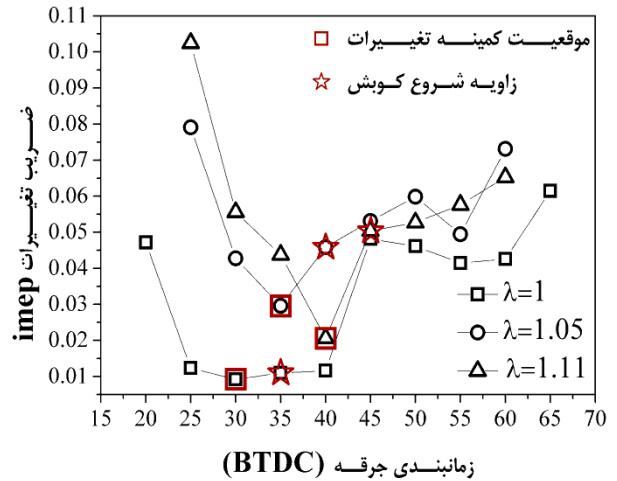 0.11
0.10
0.09
0.08
0.07
0.06
0.05
0.04
0.03
0.02
0.01
ضریب تغییرات imep
موقعیت کمینه تغیرات
زاویه شروع کوبش
λ=1
λ=1.05
λ=1.11
15 20 25 30 35 40 45 50 55 60 65 70
زمانبندی جرقه (BTDC)